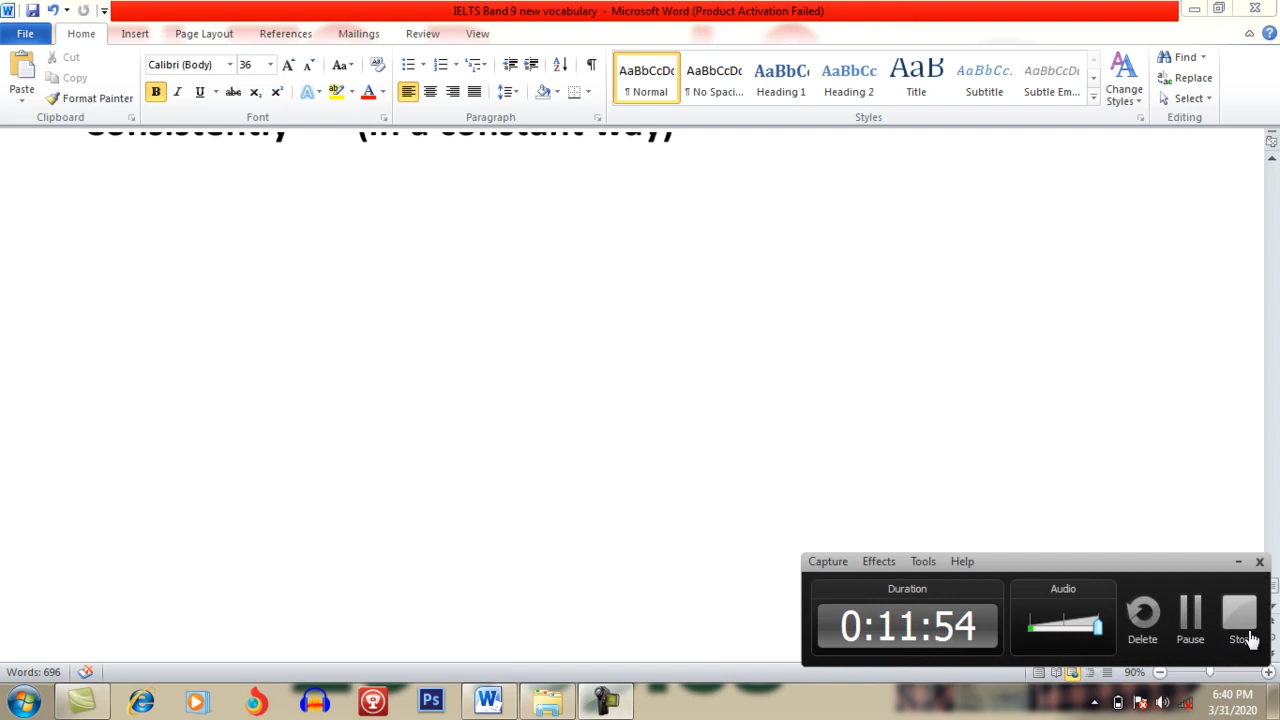 IELTS Band 9 new vocabulary - Microsoft Word (Product Activation Failed)
File Home Insert Page Layout References Mailings Review View
Paste
Cut
Copy
Format Painter
Clipboard
Calibri (Body) 36
Font
Paragraph
AaBbCcDc AaBbCcDc AaBbC AaBbCc AaB AaBbCc. AaBbCcDc
¶ Normal ¶ No Spaci... Heading 1 Heading 2 Title Subtitle Subtle Em...
Change Styles
Styles
Find
Replace
Select
Editing
Consistently (in a constant way)
Capture Effects Tools Help
Duration
0:11:54
Audio
Delete Pause Stop
Words: 696
90%
Ps
6:40 PM
3/31/2020